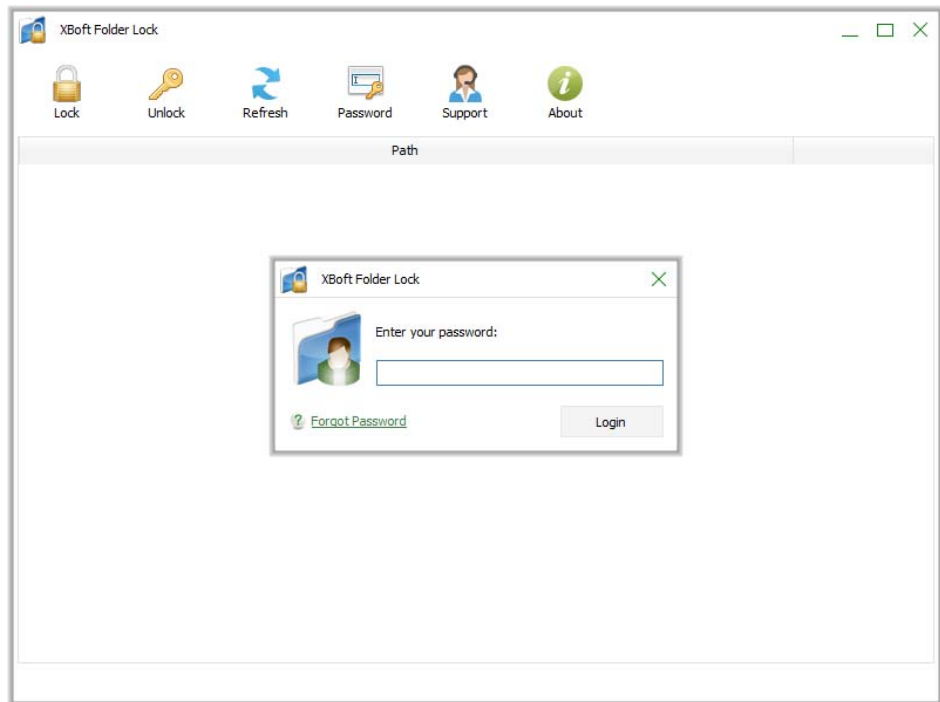 XBoft Folder Lock
Lock Unlock Refresh Password Support About
Path
XBoft Folder Lock
Enter your password:
? Forgot Password
Login